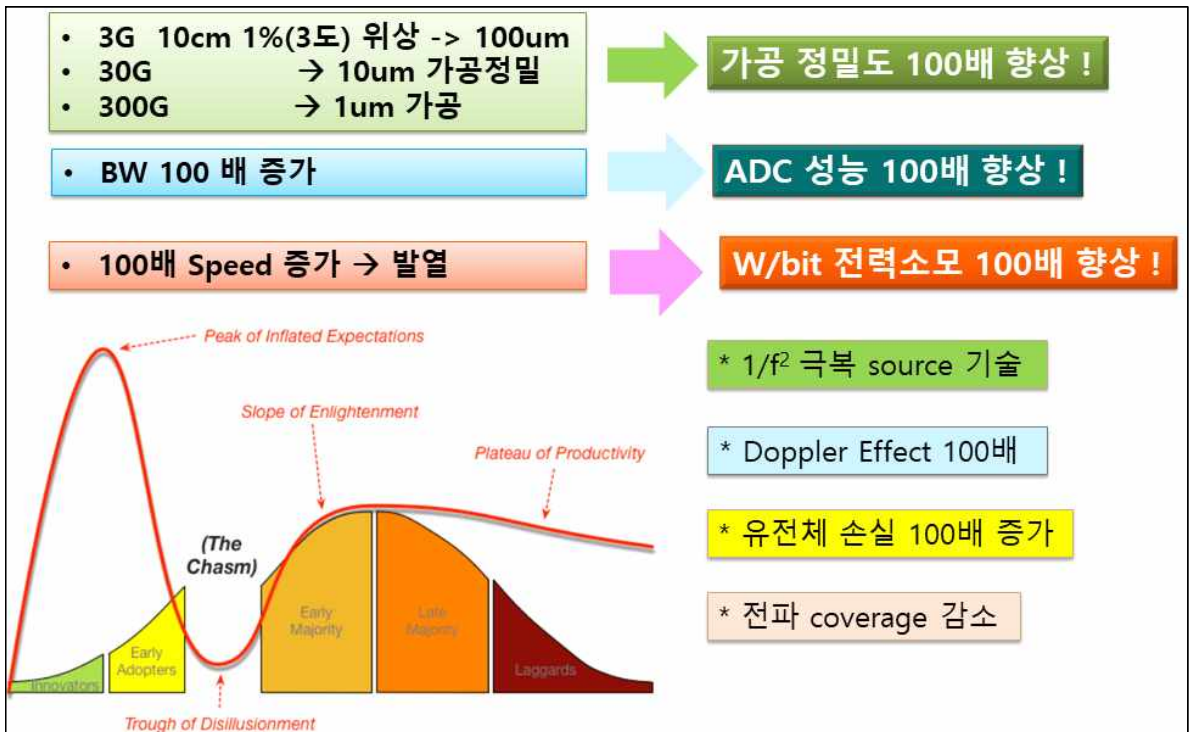 • 3G 10cm 1%(3도) 위상 -> 100um
• 30G → 10um 가공정밀
• 300G → 1um 가공
가공 정밀도 100배 향상 !
• BW 100 배 증가
ADC 성능 100배 향상 !
• 100배 Speed 증가 → 발열
W/bit 전력소모 100배 향상 !
Peak of Inflated Expectations
Slope of Enlightenment
Plateau of Productivity
(The
Chasm)
Innovators
Early
Adopters
Early
Majority
Late
Majority
Laggards
Trough of Disillusionment
* 1/f² 극복 source 기술
* Doppler Effect 100배
* 유전체 손실 100배 증가
* 전파 coverage 감소